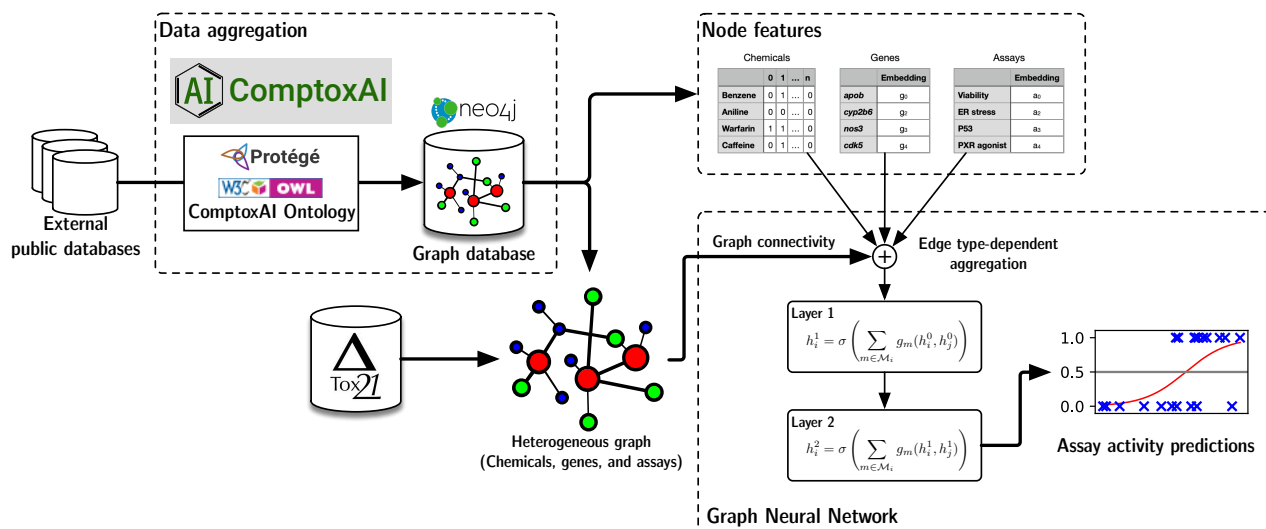 Data aggregation
AI ComptoxAI
neo4j
Protégé
W3C OWL
ComptoxAI Ontology
External
public databases
Graph database
Node features
Chemicals
0 1 ... n
Benzene 0 1 ... 0
Aniline 0 0 ... 0
Warfarin 1 1 ... 0
Caffeine 0 1 ... 0
Genes
Embedding
apob g₀
cyp2b6 g₂
nos3 g₃
cdk5 g₄
Assays
Embedding
Viability a₀
ER stress a₂
P53 a₃
PXR agonist a₄
Graph connectivity
+
Edge type-dependent
aggregation
Tox21
Heterogeneous graph
(Chemicals, genes, and assays)
Layer 1
h_i^1 = σ ( ∑_{m∈ℳ_i} g_m(h_i^0, h_j^0) )
Layer 2
h_i^2 = σ ( ∑_{m∈ℳ_i} g_m(h_i^1, h_j^1) )
1.0
0.5
0.0
Assay activity predictions
Graph Neural Network